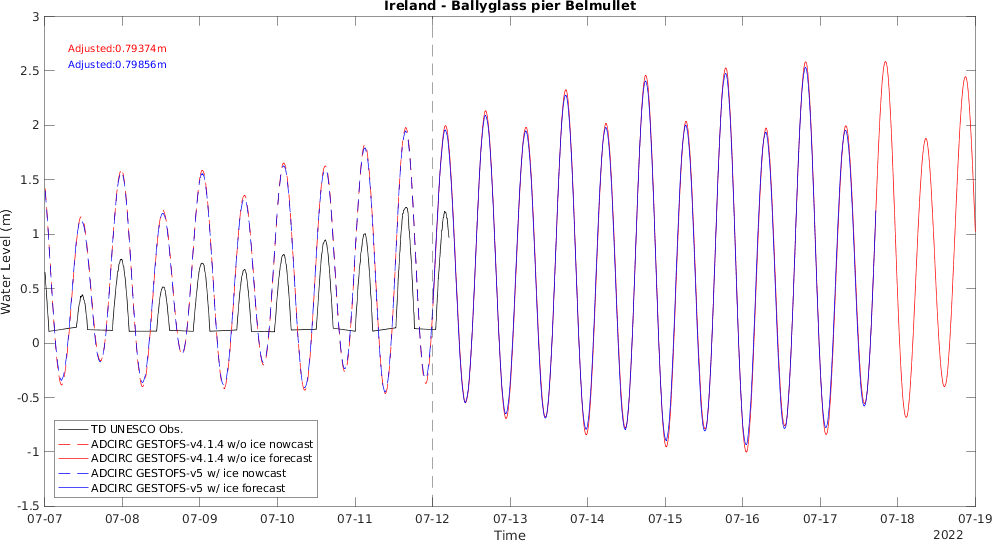 Ireland - Ballyglass pier Belmullet
Adjusted:0.79374m
Adjusted:0.79856m
Water Level (m)
3
2.5
2
1.5
1
0.5
0
-0.5
-1
-1.5
TD UNESCO Obs.
ADCIRC GESTOFS-v4.1.4 w/o ice nowcast
ADCIRC GESTOFS-v4.1.4 w/o ice forecast
ADCIRC GESTOFS-v5 w/ ice nowcast
ADCIRC GESTOFS-v5 w/ ice forecast
07-07 07-08 07-09 07-10 07-11 07-12 07-13 07-14 07-15 07-16 07-17 07-18 07-19
Time
2022